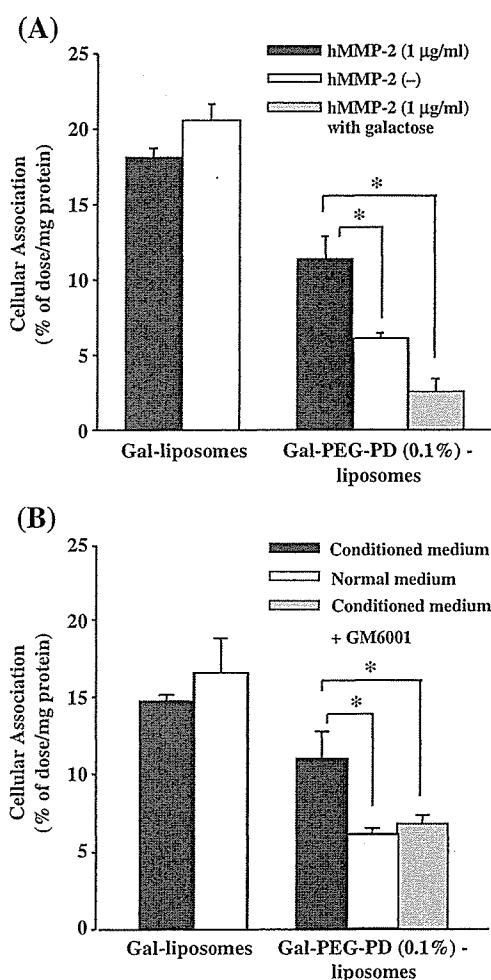 (A)
25
20
15
10
5
0
Cellular Association
(% of dose/mg protein)
hMMP-2 (1 µg/ml)
hMMP-2 (–)
hMMP-2 (1 µg/ml)
with galactose
*
*
Gal-liposomes
Gal-PEG-PD (0.1%) -
liposomes
(B)
25
20
15
10
5
0
Cellular Association
(% of dose/mg protein)
Conditioned medium
Normal medium
Conditioned medium
+ GM6001
*
*
Gal-liposomes
Gal-PEG-PD (0.1%) -
liposomes